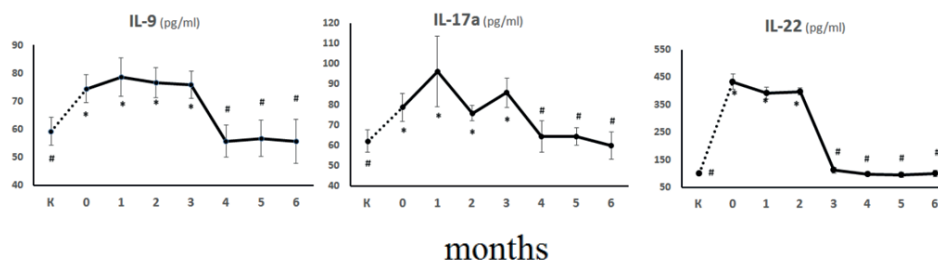 IL-9 (pg/ml)
90
80
70
60
50
40
* * * * # # #
#
K 0 1 2 3 4 5 6
IL-17a (pg/ml)
120
110
100
90
80
70
60
50
40
* * * * # # #
#
K 0 1 2 3 4 5 6
IL-22 (pg/ml)
550
450
350
250
150
50
* * * # # # #
#
K 0 1 2 3 4 5 6
months